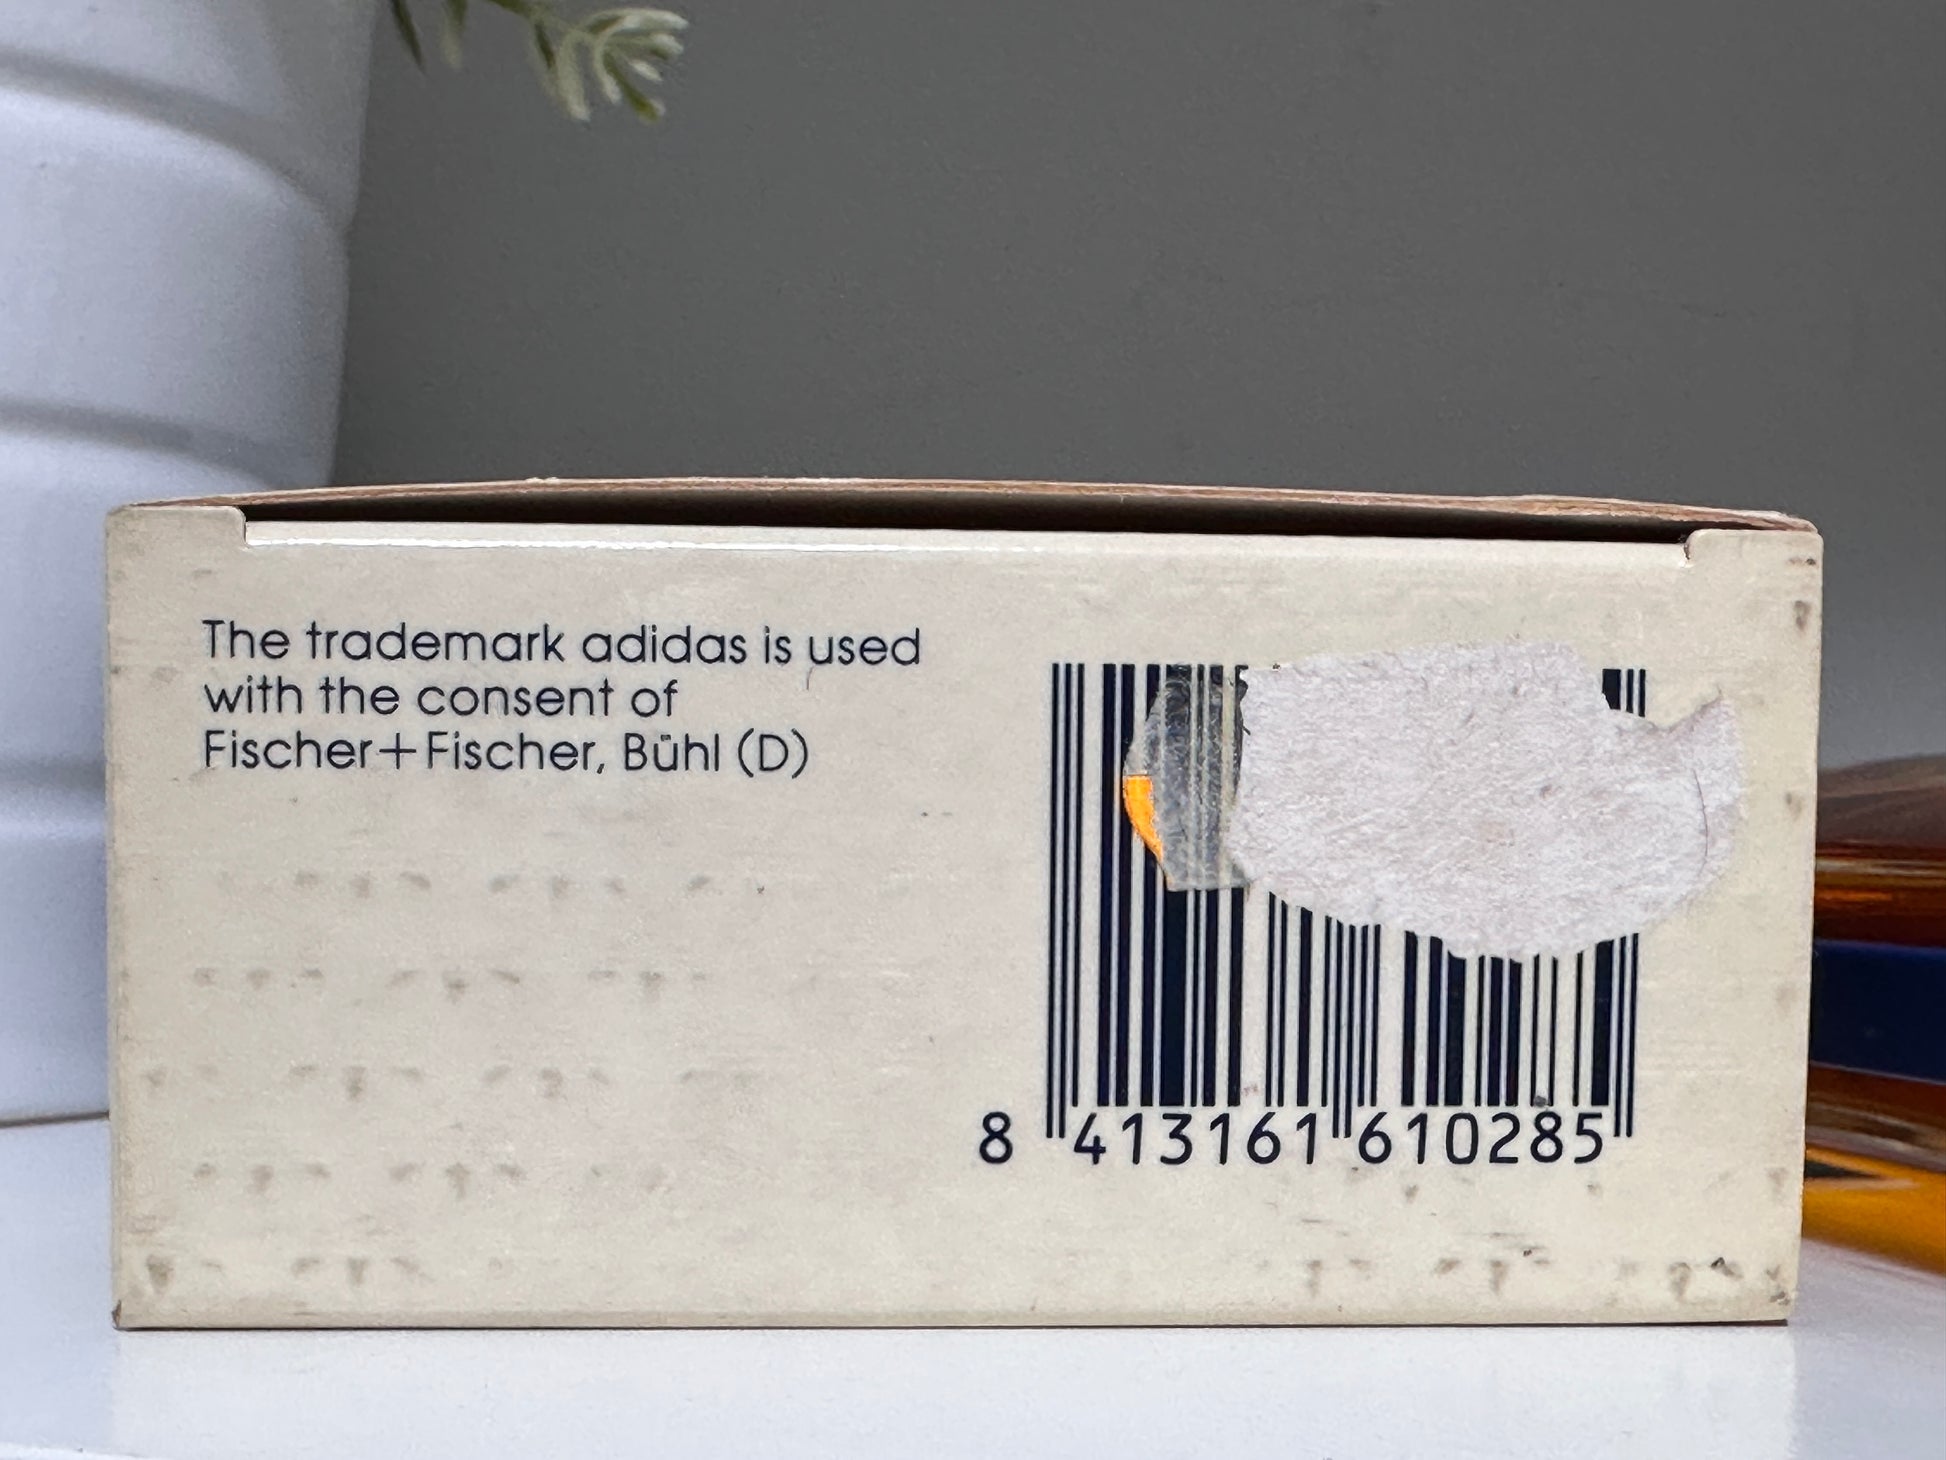 The trademark adidas is used
with the consent of
Fischer+Fischer, Bühl (D)
8 413161 610285